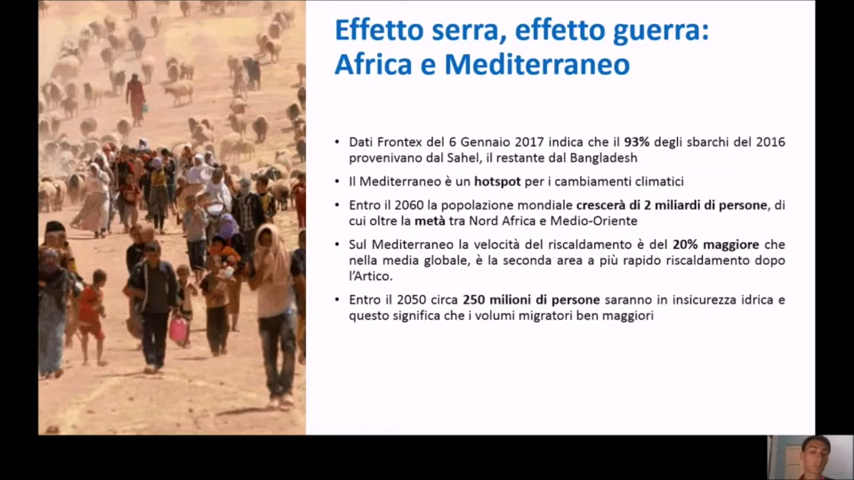 Effetto serra, effetto guerra:
Africa e Mediterraneo
• Dati Frontex del 6 Gennaio 2017 indica che il 93% degli sbarchi del 2016
provenivano dal Sahel, il restante dal Bangladesh
• Il Mediterraneo è un hotspot per i cambiamenti climatici
• Entro il 2060 la popolazione mondiale crescerà di 2 miliardi di persone, di
cui oltre la metà tra Nord Africa e Medio-Oriente
• Sul Mediterraneo la velocità del riscaldamento è del 20% maggiore che
nella media globale, è la seconda area a più rapido riscaldamento dopo
l'Artico.
• Entro il 2050 circa 250 milioni di persone saranno in insicurezza idrica e
questo significa che i volumi migratori ben maggiori